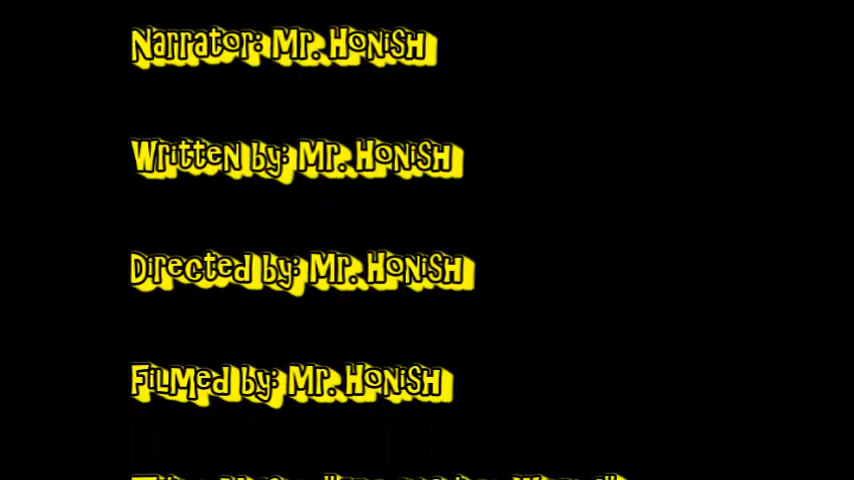 Narrator: Mr. Honish
Written by: Mr. Honish
Directed by: Mr. Honish
Filmed by: Mr. Honish